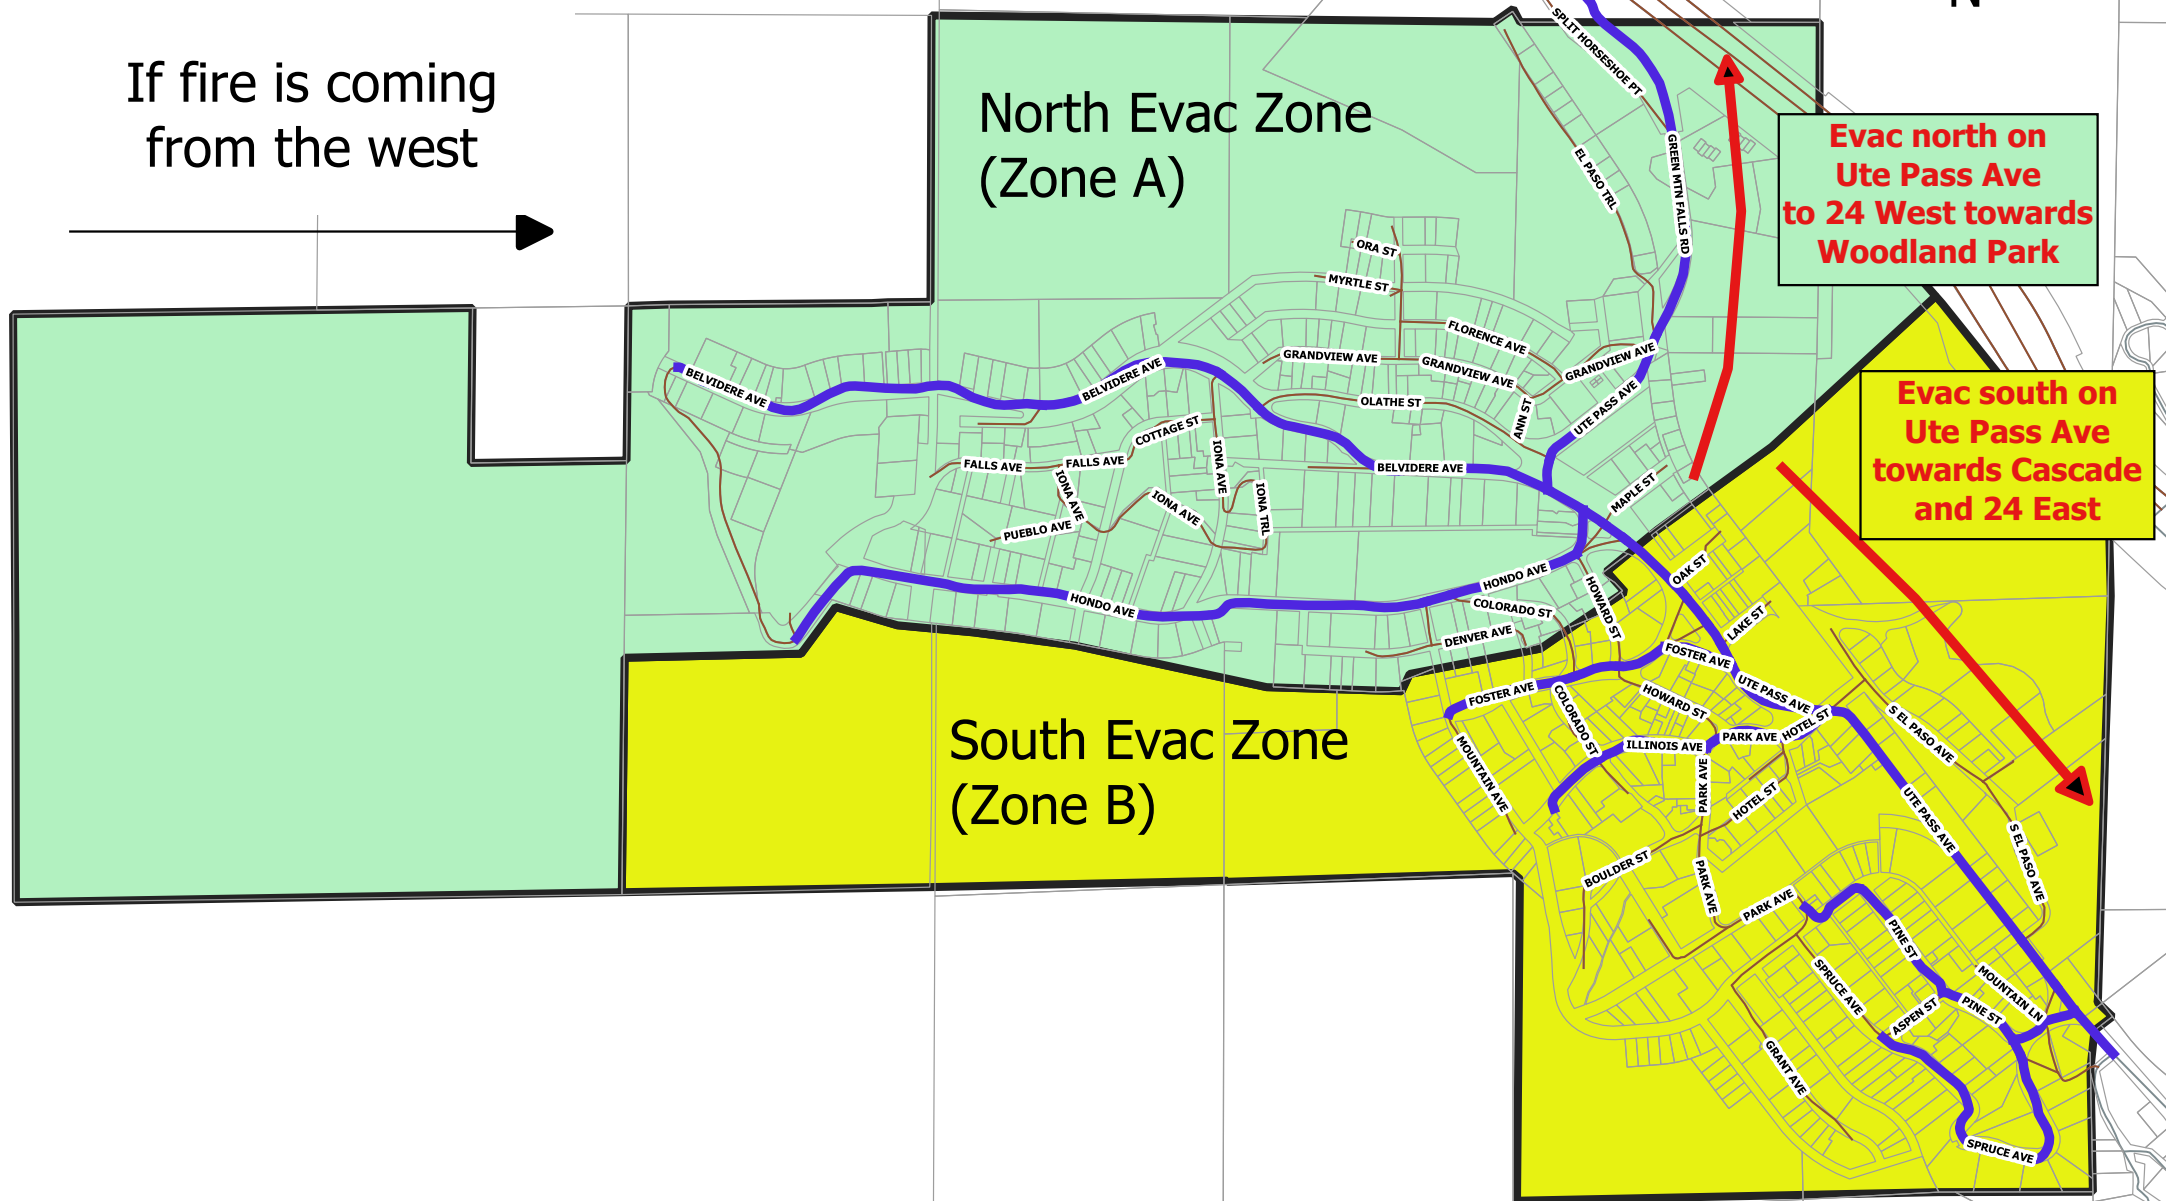 N
If fire is coming
from the west
North Evac Zone
(Zone A)
SPLIT HORSESHOE PT
GREEN MTN FALLS RD
EL PASO TRL
Evac north on
Ute Pass Ave
to 24 West towards
Woodland Park
ORA ST
MYRTLE ST
FLORENCE AVE
GRANDVIEW AVE
GRANDVIEW AVE
GRANDVIEW AVE
BELVIDERE AVE
BELVIDERE AVE
OLATHE ST
ANN ST
UTE PASS AVE
Evac south on
Ute Pass Ave
towards Cascade
and 24 East
COTTAGE ST
FALLS AVE
FALLS AVE
IONA AVE
BELVIDERE AVE
IONA AVE
IONA AVE
IONA TRL
MAPLE ST
PUEBLO AVE
HONDO AVE
HONDO AVE
OAK ST
COLORADO ST
HOWARD ST
DENVER AVE
LAKE ST
FOSTER AVE
FOSTER AVE
UTE PASS AVE
South Evac Zone
(Zone B)
COLORADO ST
HOWARD ST
HOTEL ST
S EL PASO AVE
ILLINOIS AVE
PARK AVE
MOUNTAIN AVE
PARK AVE
HOTEL ST
UTE PASS AVE
S EL PASO AVE
BOULDER ST
PARK AVE
PARK AVE
PINE ST
SPRUCE AVE
MOUNTAIN LN
ASPEN ST
PINE ST
GRANT AVE
SPRUCE AVE